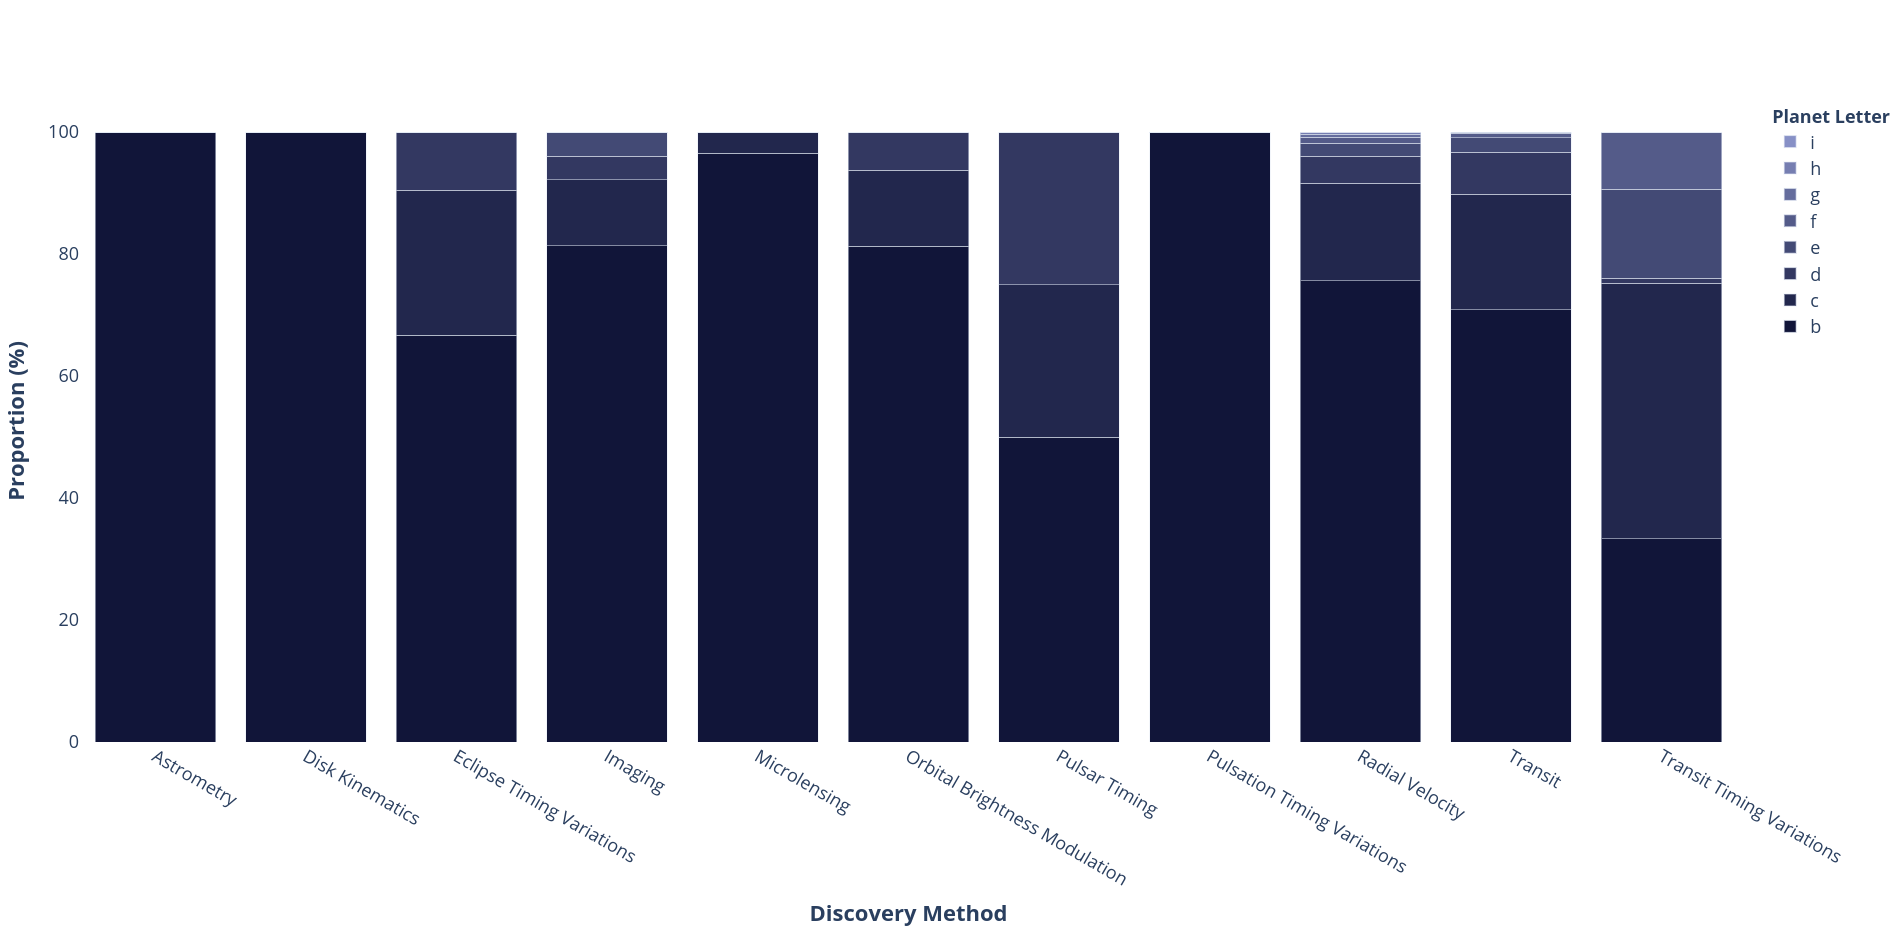 Planet Letter
i
h
g
f
e
d
c
b
Proportion (%)
100
80
60
40
20
0
Astrometry
Disk Kinematics
Eclipse Timing Variations
Imaging
Microlensing
Orbital Brightness Modulation
Pulsar Timing
Pulsation Timing Variations
Radial Velocity
Transit
Transit Timing Variations
Discovery Method